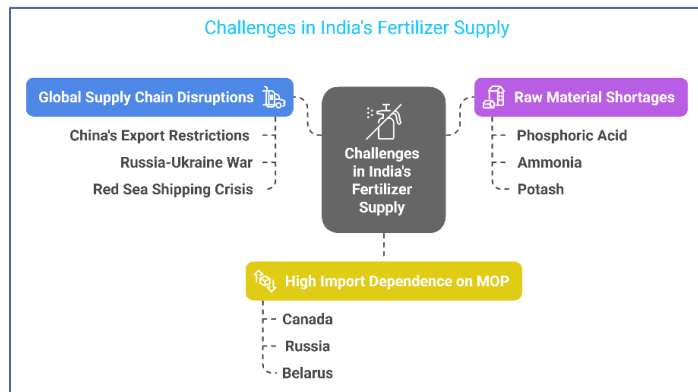 Challenges in India's Fertilizer Supply
Global Supply Chain Disruptions
China's Export Restrictions
Russia-Ukraine War
Red Sea Shipping Crisis
Challenges
in India's
Fertilizer
Supply
Raw Material Shortages
Phosphoric Acid
Ammonia
Potash
High Import Dependence on MOP
Canada
Russia
Belarus